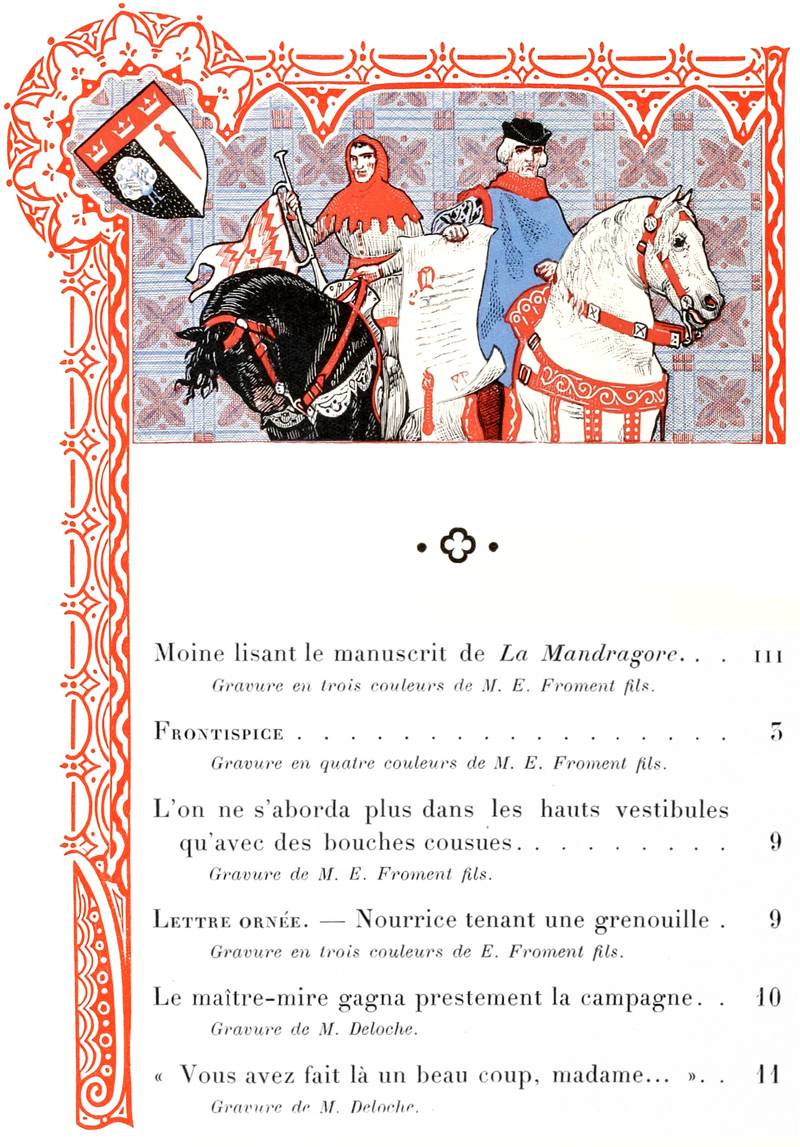 Moine lisant le manuscrit de La Mandragore. . . III
Gravure en trois couleurs de M. E. Froment fils.
Frontispice . . . . . . . . . . . . . . . . . 3
Gravure en quatre couleurs de M. E. Froment fils.
L'on ne s'aborda plus dans les hauts vestibules
qu'avec des bouches cousues. . . . . . . . . 9
Gravure de M. E. Froment fils.
Lettre ornée. — Nourrice tenant une grenouille . 9
Gravure en trois couleurs de E. Froment fils.
Le maître-mire gagna prestement la campagne. . 10
Gravure de M. Deloche.
« Vous avez fait là un beau coup, madame... ». . 11
Gravure de M. Deloche.